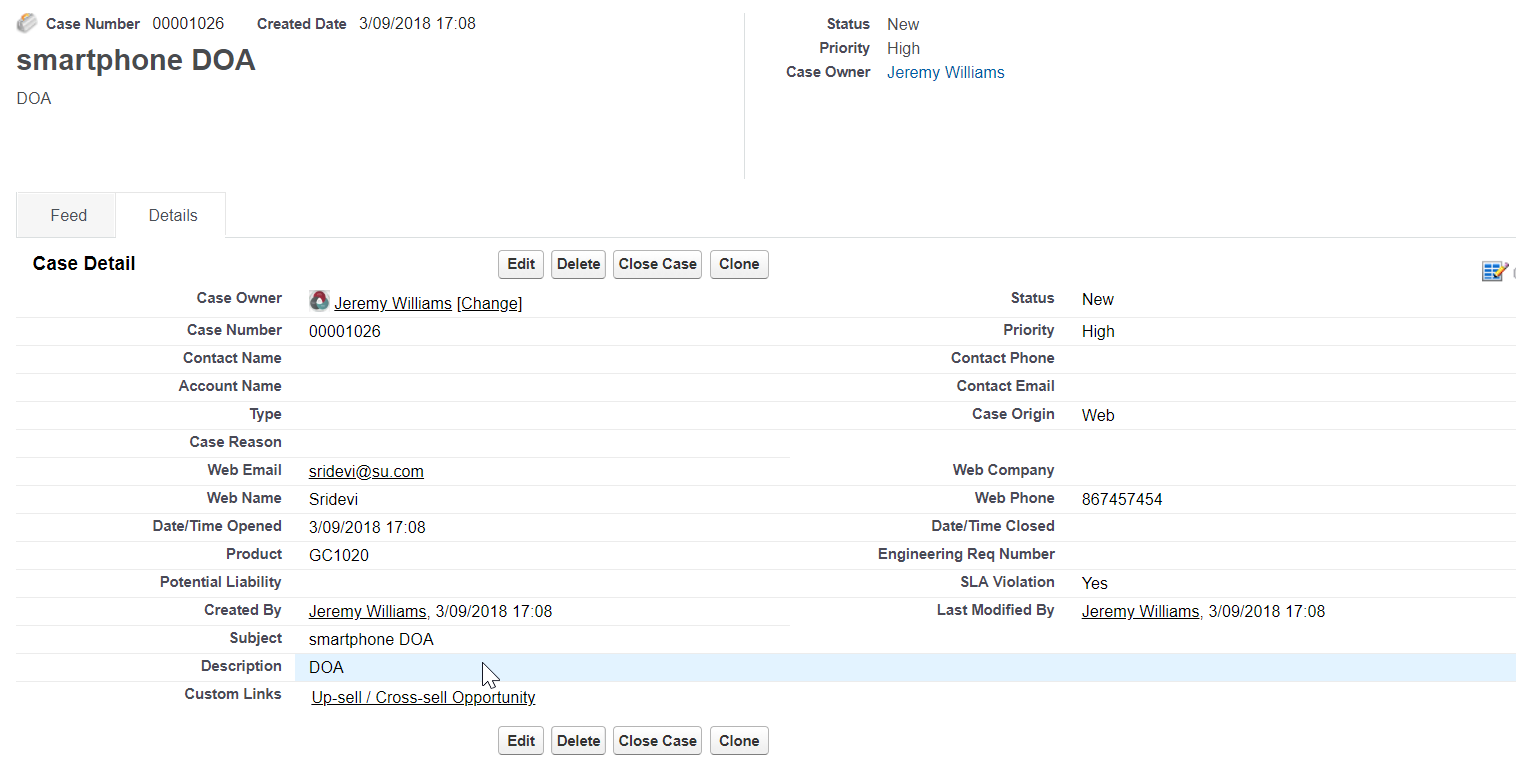 Case Number 00001026 Created Date 3/09/2018 17:08
smartphone DOA
DOA
Status New
Priority High
Case Owner Jeremy Williams
Feed Details
Case Detail Edit Delete Close Case Clone
Case Owner Jeremy Williams [Change] Status New
Case Number 00001026 Priority High
Contact Name Contact Phone
Account Name Contact Email
Type Case Origin Web
Case Reason
Web Email sridevi@su.com Web Company
Web Name Sridevi Web Phone 867457454
Date/Time Opened 3/09/2018 17:08 Date/Time Closed
Product GC1020 Engineering Req Number
Potential Liability SLA Violation Yes
Created By Jeremy Williams, 3/09/2018 17:08 Last Modified By Jeremy Williams, 3/09/2018 17:08
Subject smartphone DOA
Description DOA
Custom Links Up-sell / Cross-sell Opportunity
Edit Delete Close Case Clone